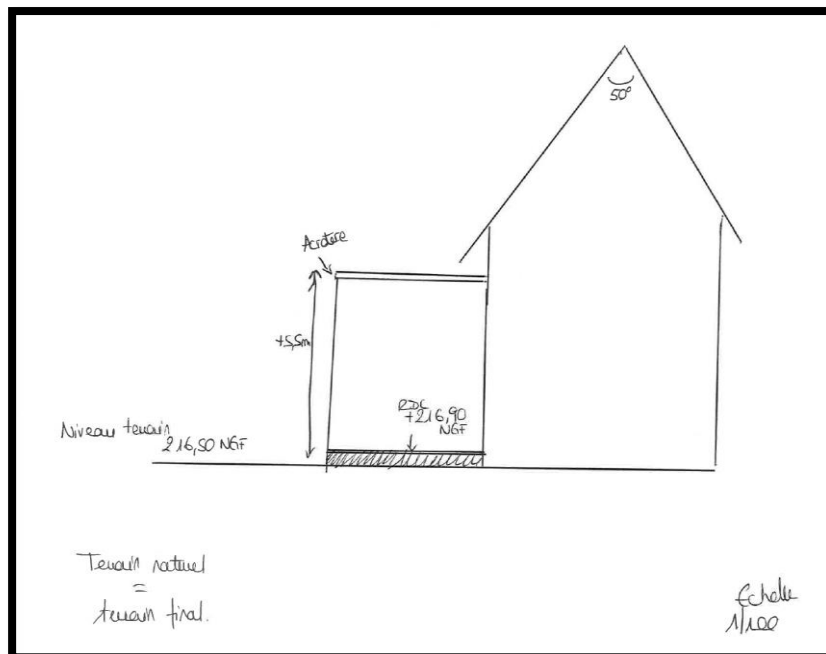 50°
Acrotère
+5,5m
RDC
+216,90
NGF
Niveau terrain
216,50 NGF
Terrain naturel
=
terrain final.
Echelle
1/100